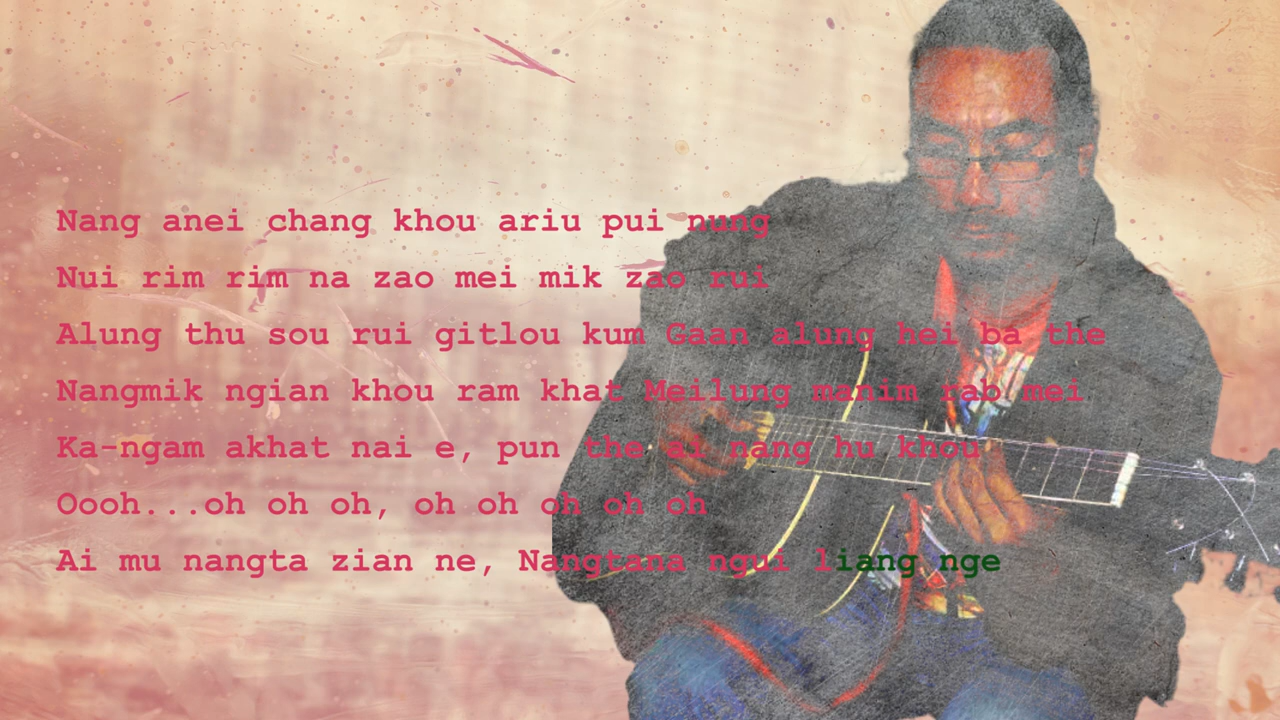 Nang anei chang khou ariu pui nung
Nui rim rim na zao mei mik zao rui
Alung thu sou rui gitlou kum Gaan alung hei ba the
Nangmik ngian khou ram khat Meilung manim rab mei
Ka-ngam akhat nai e, pun the ai nang hu khou
Oooh...oh oh oh, oh oh oh oh oh
Ai mu nangta zian ne, Nangtana ngui liang nge